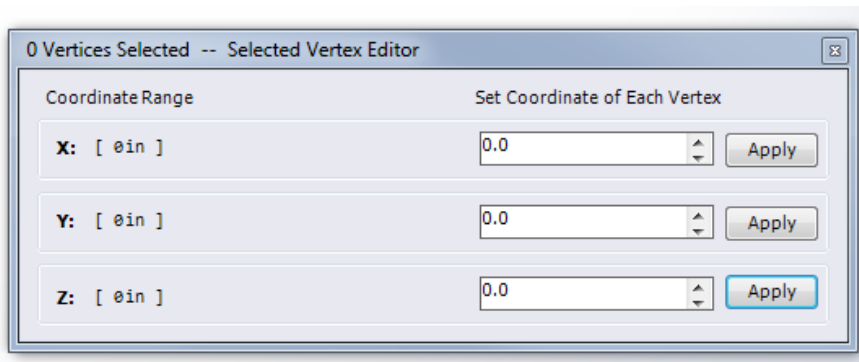 0 Vertices Selected -- Selected Vertex Editor
Coordinate Range Set Coordinate of Each Vertex
X: [ 0in ] 0.0 Apply
Y: [ 0in ] 0.0 Apply
Z: [ 0in ] 0.0 Apply